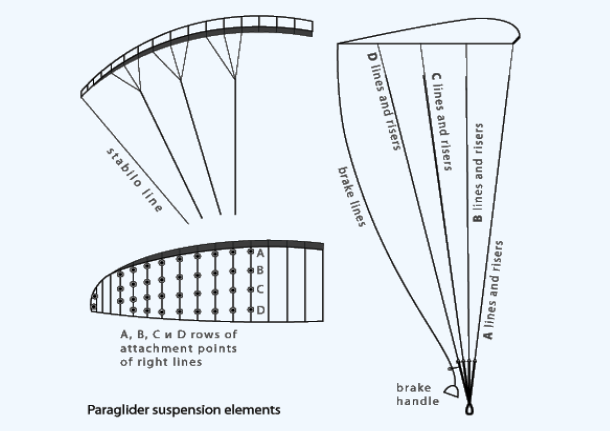 stabilo line
D lines and risers
C lines and risers
B lines and risers
A lines and risers
brake lines
A
B
C
D
A, B, C и D rows of
attachment points
of right lines
brake
handle
Paraglider suspension elements